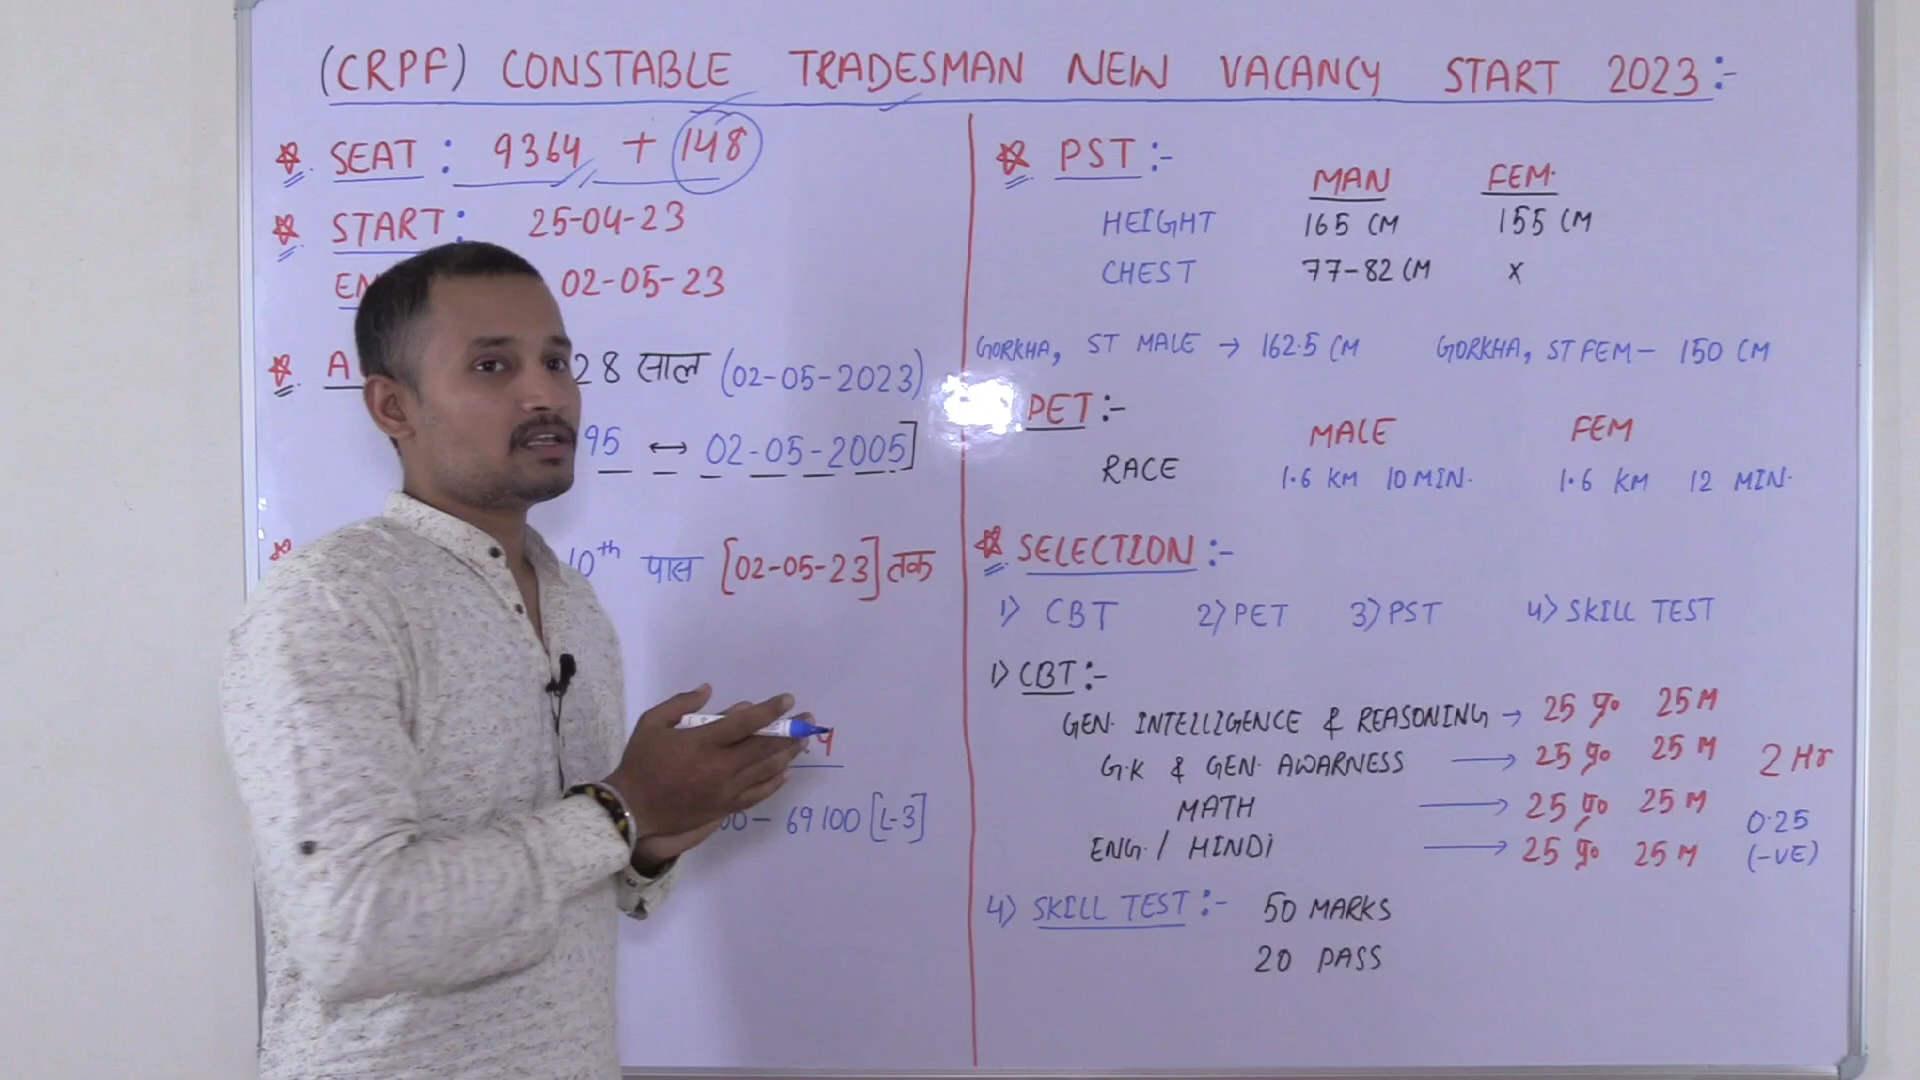 (CRPF) CONSTABLE TRADESMAN NEW VACANCY START 2023:-
SEAT : 9364 + 148
START: 25-04-23
02-05-23
28 साल (02-05-2023)
95 ↔ 02-05-2005]
10th पास [02-05-23] तक
69100 [L-3]
PST :-
MAN FEM.
HEIGHT 165 CM 155 CM
CHEST 77-82 CM x
GORKHA, ST MALE → 162.5 CM GORKHA, ST FEM - 150 CM
PET :-
MALE FEM
RACE 1.6 KM 10 MIN. 1.6 KM 12 MIN.
SELECTION :-
1) CBT 2) PET 3) PST 4) SKILL TEST
1) CBT :-
GEN. INTELLIGENCE & REASONING → 25 प्र० 25 M
G.K & GEN. AWARNESS → 25 प्र० 25 M 2 Hr
MATH → 25 प्र० 25 M 0.25
ENG. / HINDI → 25 प्र० 25 M (-VE)
4) SKILL TEST :- 50 MARKS
20 PASS